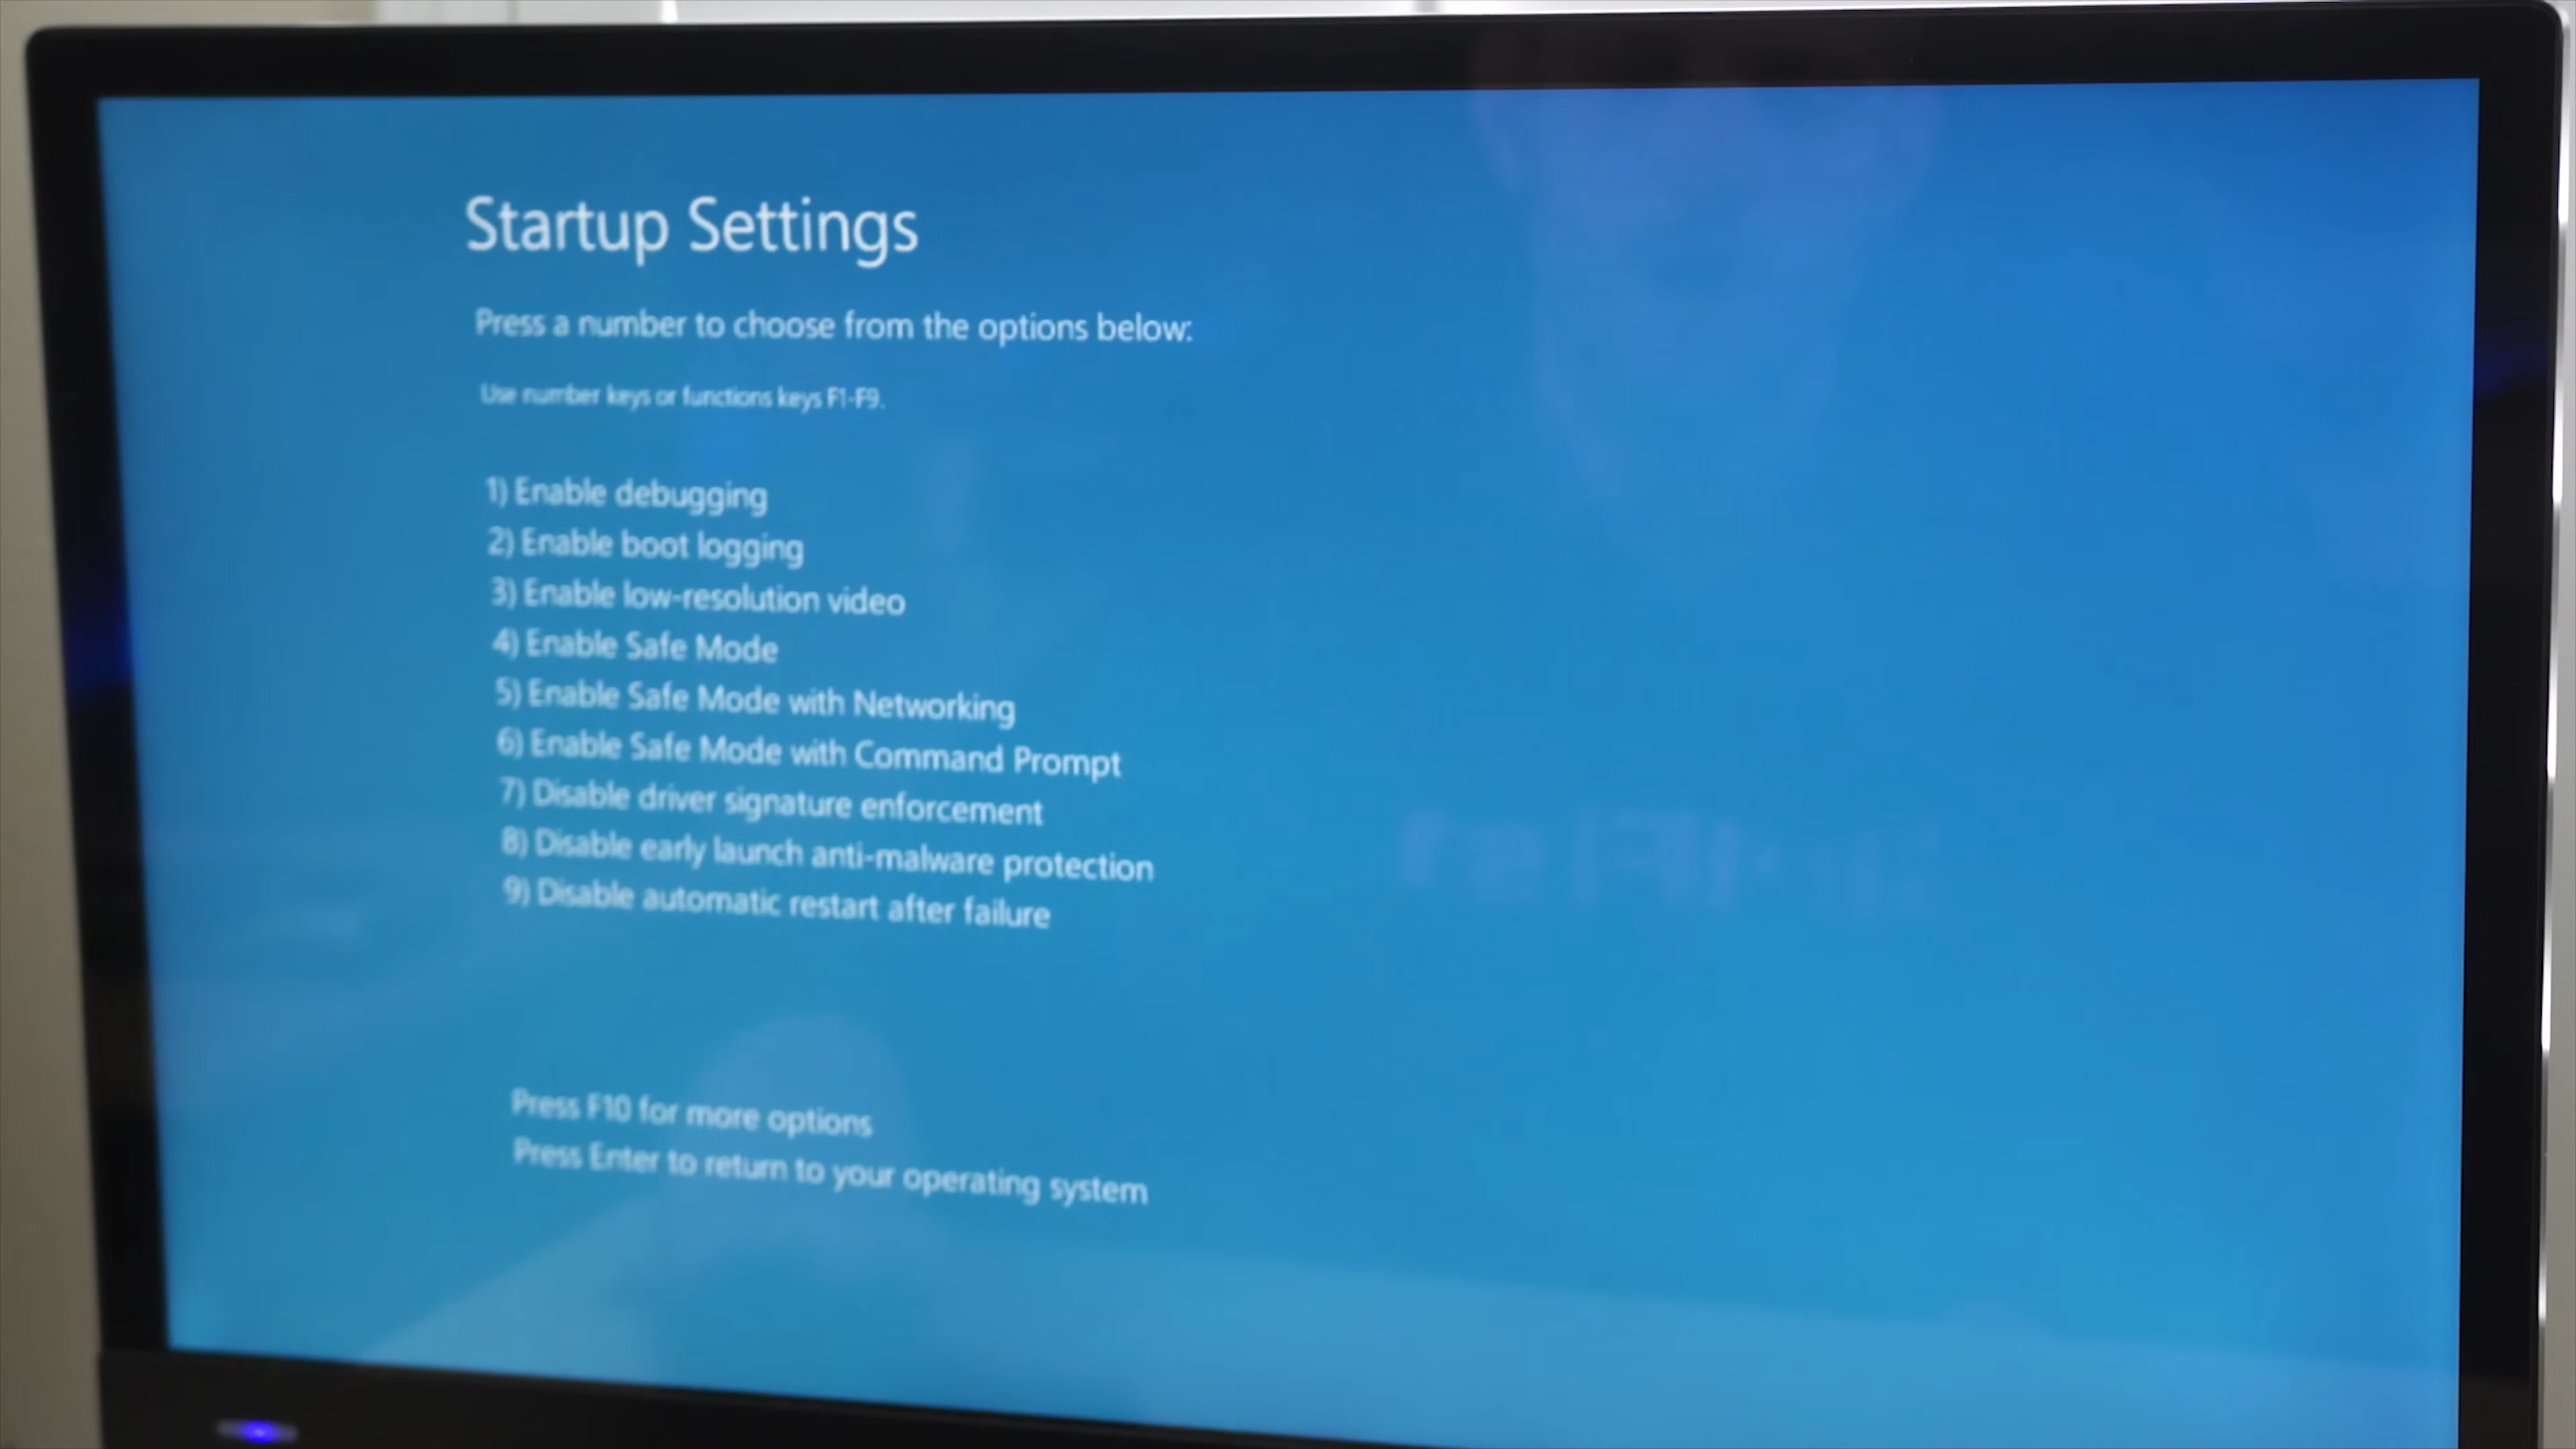 Startup Settings
Press a number to choose from the options below:
Use number keys or functions keys F1-F9.
1) Enable debugging
2) Enable boot logging
3) Enable low-resolution video
4) Enable Safe Mode
5) Enable Safe Mode with Networking
6) Enable Safe Mode with Command Prompt
7) Disable driver signature enforcement
8) Disable early launch anti-malware protection
9) Disable automatic restart after failure
Press F10 for more options
Press Enter to return to your operating system